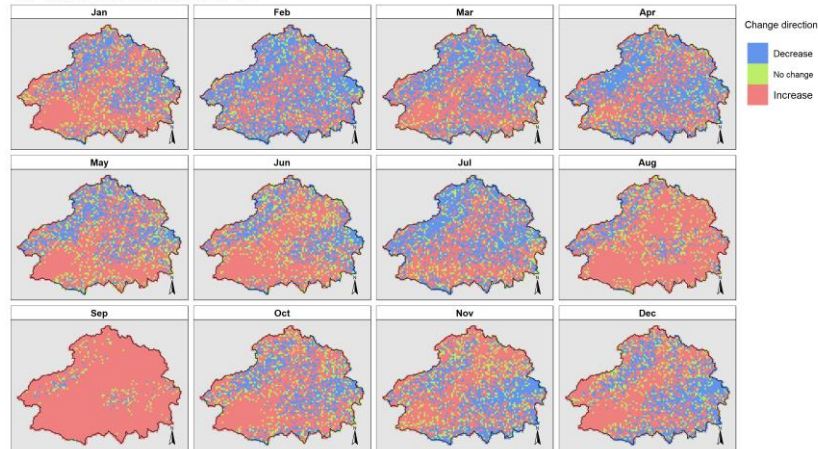 Jan
Feb
Mar
Apr
Change direction
Decrease
No change
Increase
May
Jun
Jul
Aug
Sep
Oct
Nov
Dec
N
N
N
N
N
N
N
N
N
N
N
N